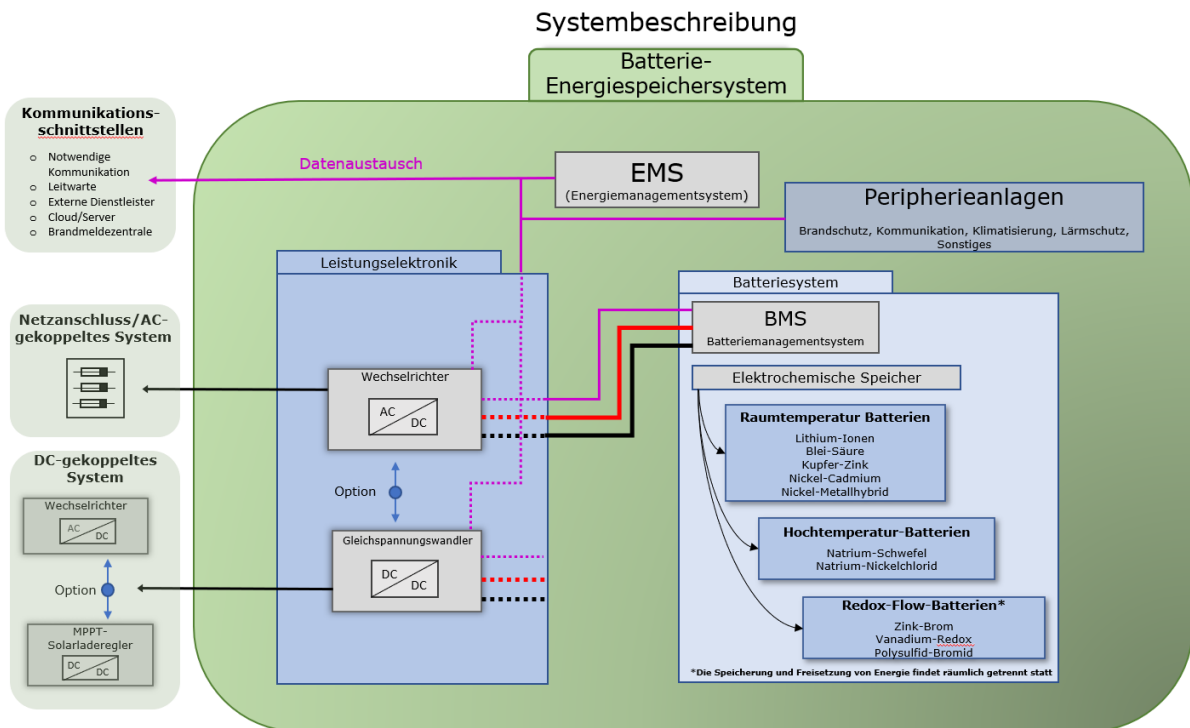 Systembeschreibung
Batterie-
Energiespeichersystem
Kommunikations-
schnittstellen
o Notwendige
Kommunikation
o Leitwarte
o Externe Dienstleister
o Cloud/Server
o Brandmeldezentrale
Datenaustausch
EMS
(Energiemanagementsystem)
Peripherieanlagen
Brandschutz, Kommunikation, Klimatisierung, Lärmschutz,
Sonstiges
Leistungselektronik
Batteriesystem
BMS
Batteriemanagementsystem
Netzanschluss/AC-
gekoppeltes System
Wechselrichter
AC
DC
Elektrochemische Speicher
Raumtemperatur Batterien
Lithium-Ionen
Blei-Säure
Kupfer-Zink
Nickel-Cadmium
Nickel-Metallhybrid
DC-gekoppeltes
System
Wechselrichter
AC
DC
Option
MPPT-
Solarladeregler
DC
DC
Option
Gleichspannungswandler
DC
DC
Hochtemperatur-Batterien
Natrium-Schwefel
Natrium-Nickelchlorid
Redox-Flow-Batterien*
Zink-Brom
Vanadium-Redox
Polysulfid-Bromid
*Die Speicherung und Freisetzung von Energie findet räumlich getrennt statt